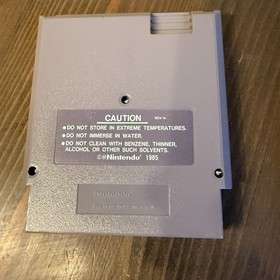 CAUTION
REV-A
●DO NOT STORE IN EXTREME TEMPERATURES.
●DO NOT IMMERSE IN WATER.
●DO NOT CLEAN WITH BENZENE, THINNER,
ALCOHOL OR OTHER SUCH SOLVENTS.
©®Nintendo® 1985
Nintendo